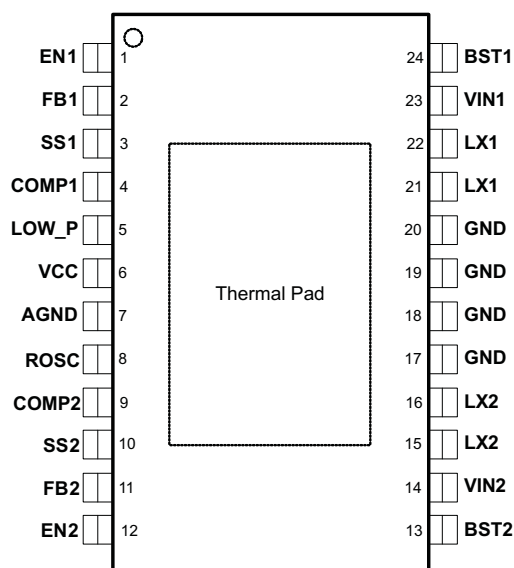 EN1 1 24 BST1
FB1 2 23 VIN1
SS1 3 22 LX1
COMP1 4 21 LX1
LOW_P 5 20 GND
VCC 6 19 GND
Thermal Pad
AGND 7 18 GND
ROSC 8 17 GND
COMP2 9 16 LX2
SS2 10 15 LX2
FB2 11 14 VIN2
EN2 12 13 BST2